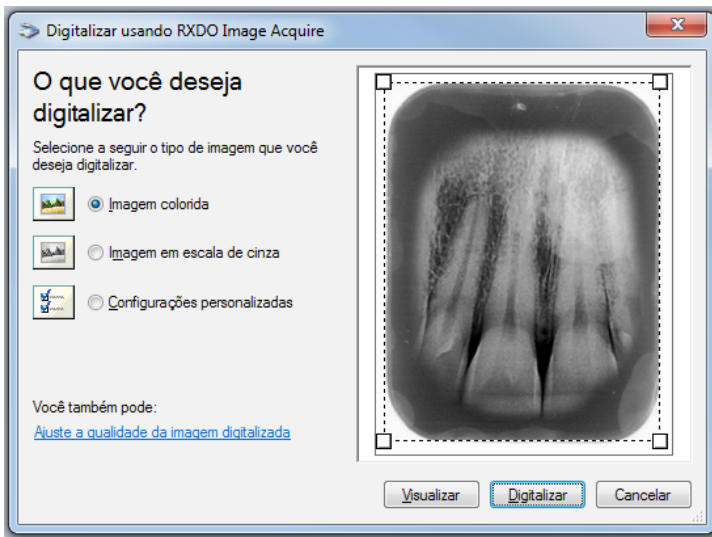 Digitalizar usando RXDO Image Acquire
O que você deseja
digitalizar?
Selecione a seguir o tipo de imagem que você
deseja digitalizar.
Imagem colorida
Imagem em escala de cinza
Configurações personalizadas
Você também pode:
Ajuste a qualidade da imagem digitalizada
Visualizar
Digitalizar
Cancelar